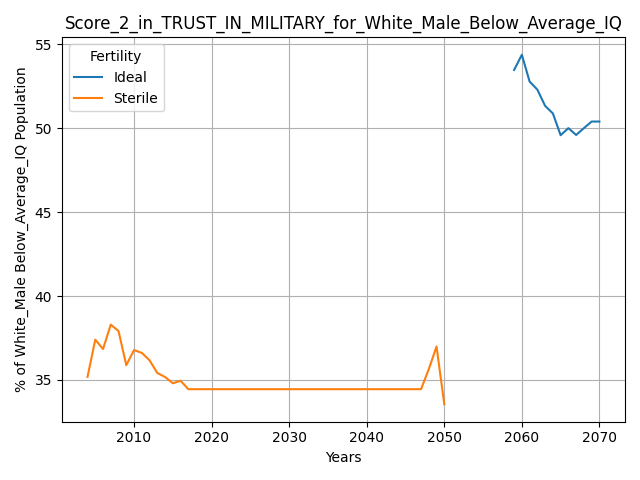 Score_2_in_TRUST_IN_MILITARY_for_White_Male_Below_Average_IQ
% of White_Male Below_Average_IQ Population
55
50
45
40
35
Fertility
Ideal
Sterile
2010
2020
2030
2040
2050
2060
2070
Years